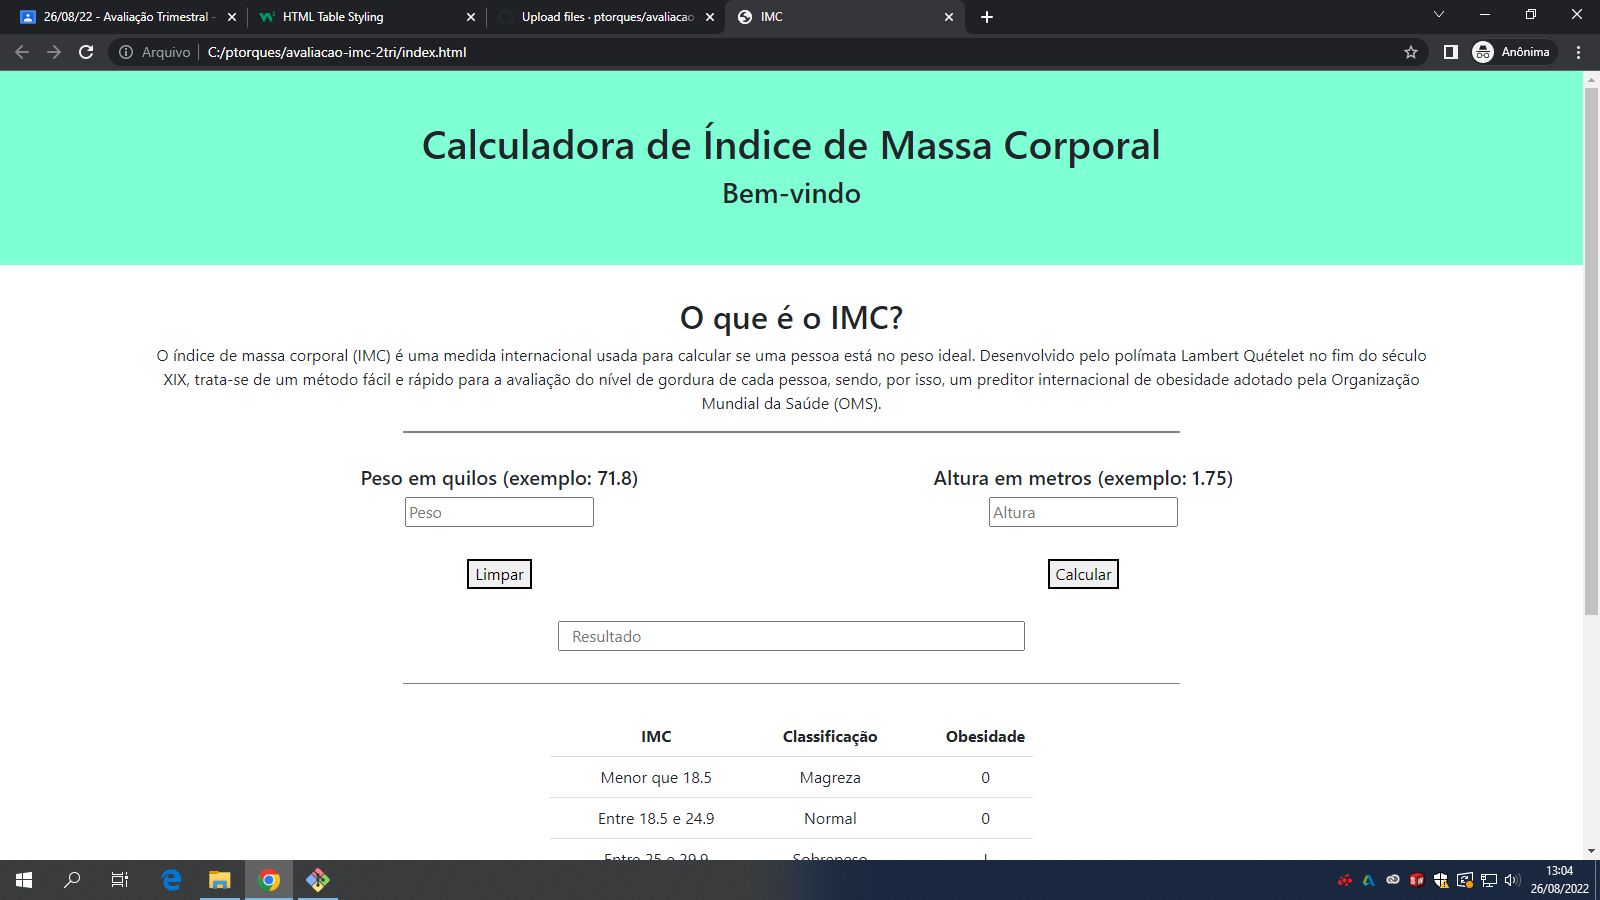 26/08/22 - Avaliação Trimestral -
HTML Table Styling
Upload files · ptorques/avaliacao
IMC
Arquivo
C:/ptorques/avaliacao-imc-2tri/index.html
Anônima
Calculadora de Índice de Massa Corporal
Bem-vindo
O que é o IMC?
O índice de massa corporal (IMC) é uma medida internacional usada para calcular se uma pessoa está no peso ideal. Desenvolvido pelo polímata Lambert Quételet no fim do século
XIX, trata-se de um método fácil e rápido para a avaliação do nível de gordura de cada pessoa, sendo, por isso, um preditor internacional de obesidade adotado pela Organização
Mundial da Saúde (OMS).
Peso em quilos (exemplo: 71.8) Altura em metros (exemplo: 1.75)
Peso Altura
Limpar Calcular
Resultado
IMC Classificação Obesidade
Menor que 18.5 Magreza 0
Entre 18.5 e 24.9 Normal 0
Entre 25 e 29.9 Sobrepeso I
13:04
26/08/2022